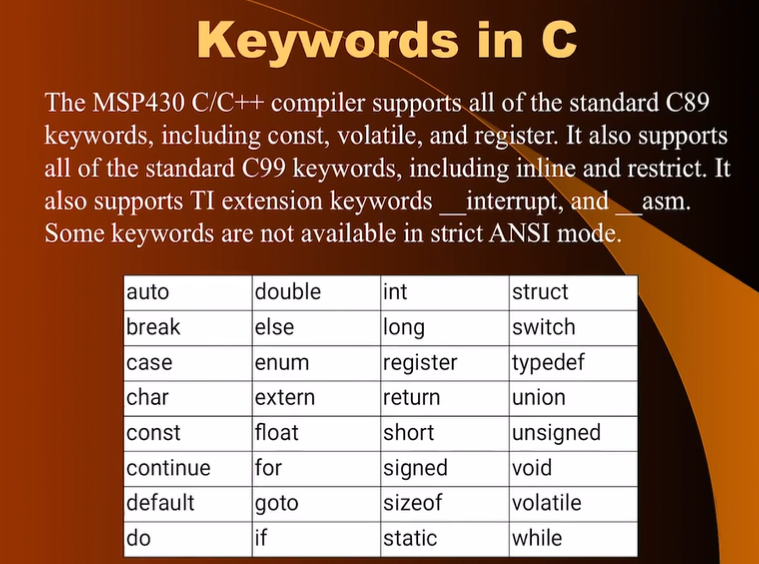 Keywords in C
The MSP430 C/C++ compiler supports all of the standard C89
keywords, including const, volatile, and register. It also supports
all of the standard C99 keywords, including inline and restrict. It
also supports TI extension keywords __interrupt, and __asm.
Some keywords are not available in strict ANSI mode.
auto double int struct
break else long switch
case enum register typedef
char extern return union
const float short unsigned
continue for signed void
default goto sizeof volatile
do if static while